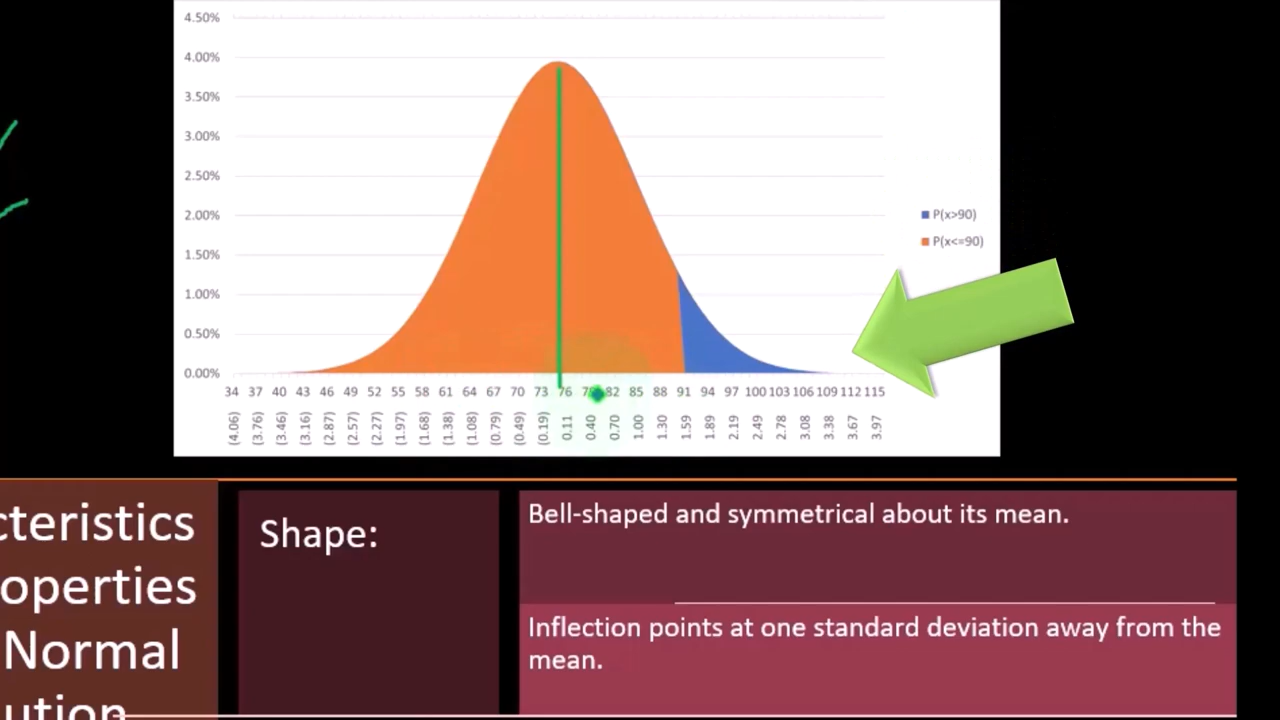 4.50%
4.00%
3.50%
3.00%
2.50%
2.00%
1.50%
1.00%
0.50%
0.00%
P(x>90)
P(x<=90)
34 37 40 43 46 49 52 55 58 61 64 67 70 73 76 82 85 88 91 94 97 100 103 106 109 112 115
(4.06) (3.76) (3.46) (3.16) (2.87) (2.57) (2.27) (1.97) (1.68) (1.38) (1.08) (0.79) (0.49) (0.19) 0.11 0.40 0.70 1.00 1.30 1.59 1.89 2.19 2.49 2.78 3.08 3.38 3.67 3.97
cteristics
operties
Normal
ution
Shape:
Bell-shaped and symmetrical about its mean.
Inflection points at one standard deviation away from the
mean.